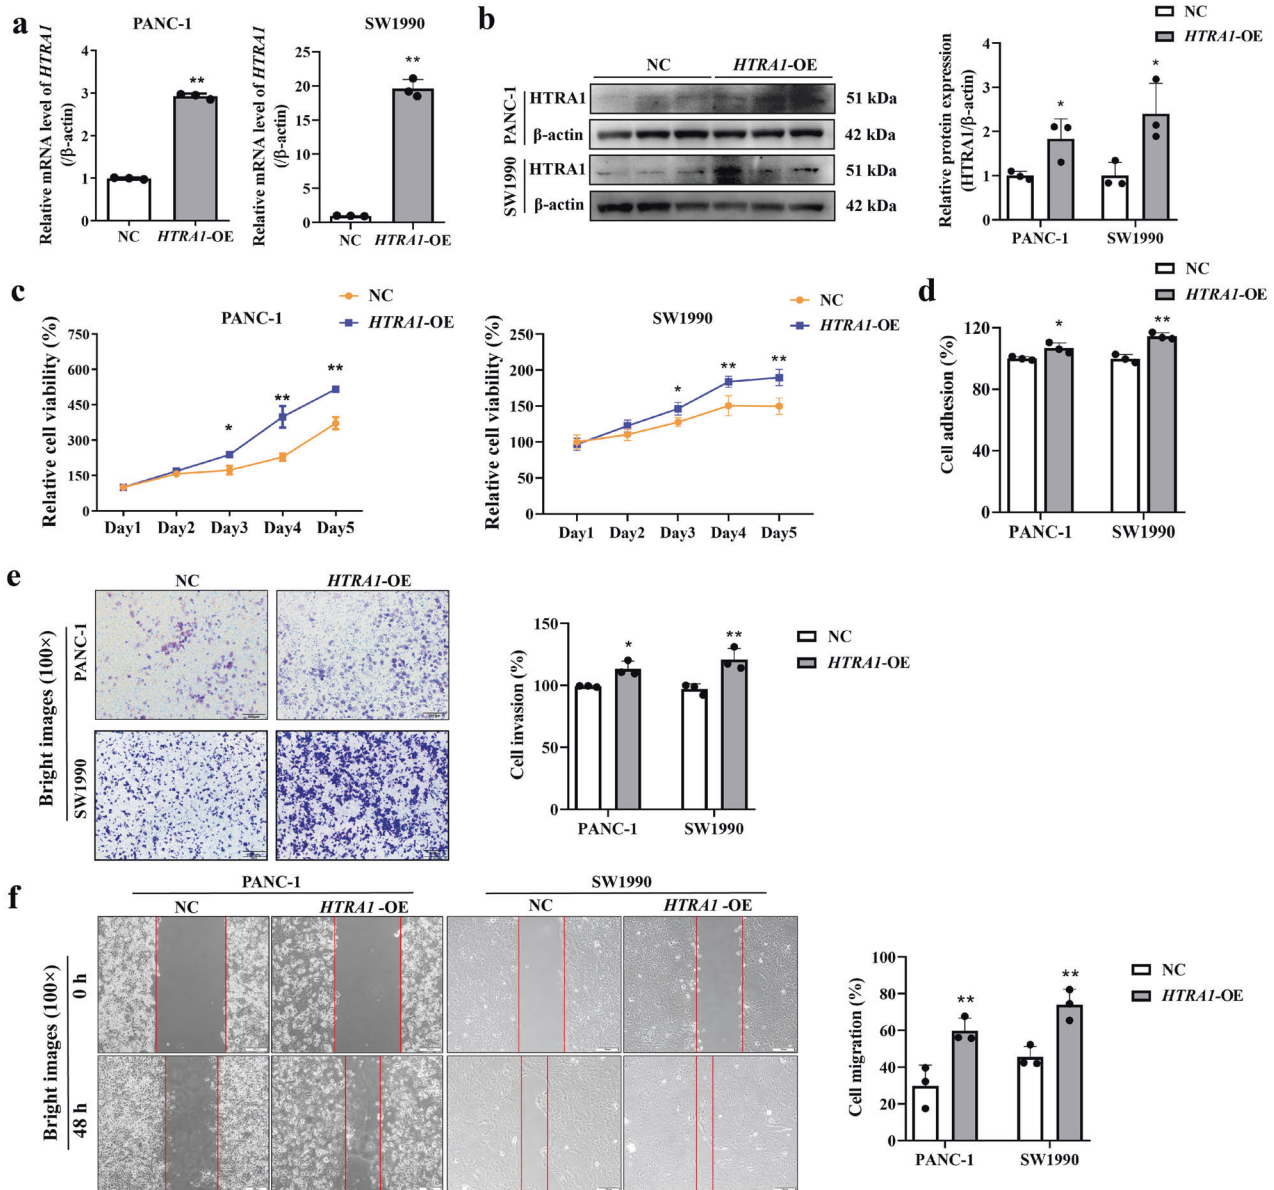 a
PANC-1
Relative mRNA level of HTRA1
(/β-actin)
4
3
2
1
0
**
NC
HTRA1-OE
SW1990
Relative mRNA level of HTRA1
(/β-actin)
25
20
15
10
5
0
**
NC
HTRA1-OE
b
NC
HTRA1-OE
PANC-1
HTRA1
51 kDa
β-actin
42 kDa
SW1990
HTRA1
51 kDa
β-actin
42 kDa
NC
HTRA1-OE
Relative protein expression
(HTRA1/β-actin)
4
3
2
1
0
*
*
PANC-1
SW1990
c
NC
HTRA1-OE
PANC-1
Relative cell viability (%)
750
600
450
300
150
0
*
**
**
Day1
Day2
Day3
Day4
Day5
NC
HTRA1-OE
SW1990
Relative cell viability (%)
250
200
150
100
50
0
*
**
**
Day1
Day2
Day3
Day4
Day5
d
NC
HTRA1-OE
Cell adhesion (%)
120
80
40
0
*
**
PANC-1
SW1990
e
NC
HTRA1-OE
Bright images (100×)
PANC-1
SW1990
Cell invasion (%)
150
100
50
0
*
**
PANC-1
SW1990
NC
HTRA1-OE
f
PANC-1
SW1990
NC
HTRA1 -OE
NC
HTRA1 -OE
Bright images (100×)
0 h
48 h
Cell migration (%)
100
80
60
40
20
0
**
**
PANC-1
SW1990
NC
HTRA1-OE